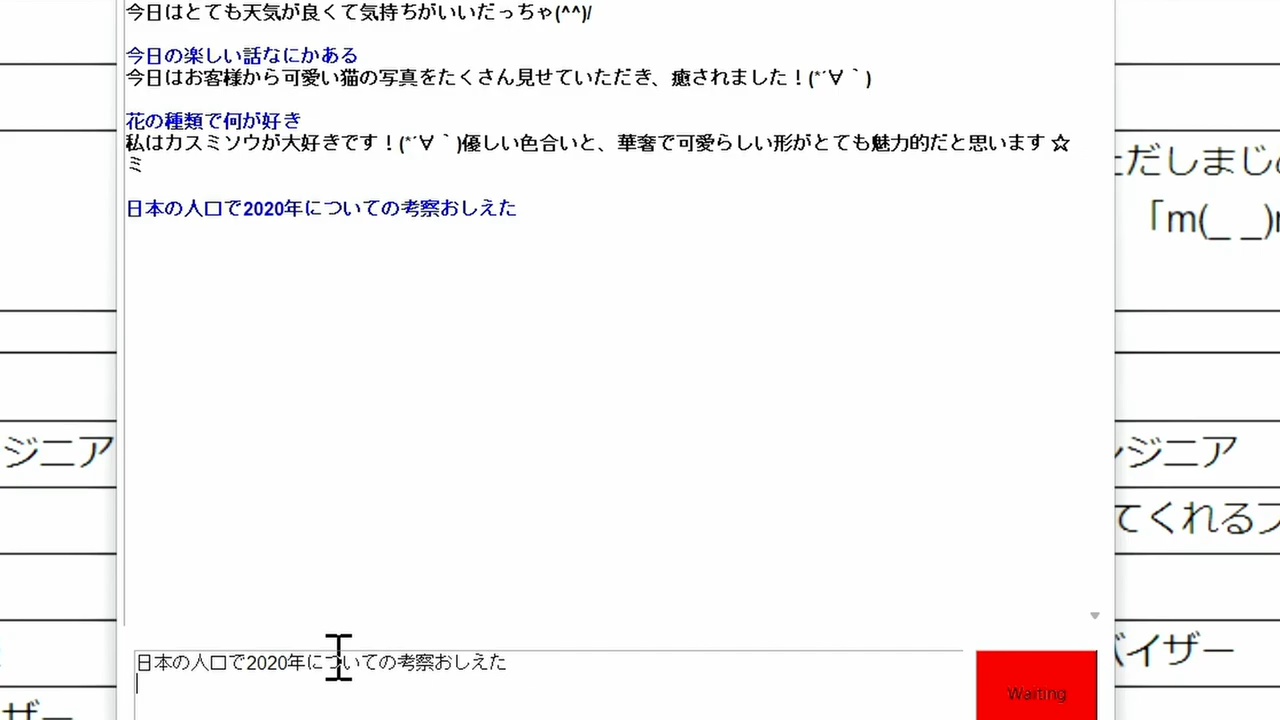 今日はとても天気が良くて気持ちがいいだっちゃ(^^)/
今日の楽しい話なにかある
今日はお客様から可愛い猫の写真をたくさん見せていただき、癒されました！(*´∀｀)
花の種類で何が好き
私はカスミソウが大好きです！(*´∀｀)優しい色合いと、華奢で可愛らしい形がとても魅力的だと思います☆
ミ
日本の人口で2020年についての考察おしえた
ただしまじめ
「m(_ _)m
ジニア
ンジニア
てくれるフ
バイザー
ザー
日本の人口で2020年についての考察おしえた
Waiting